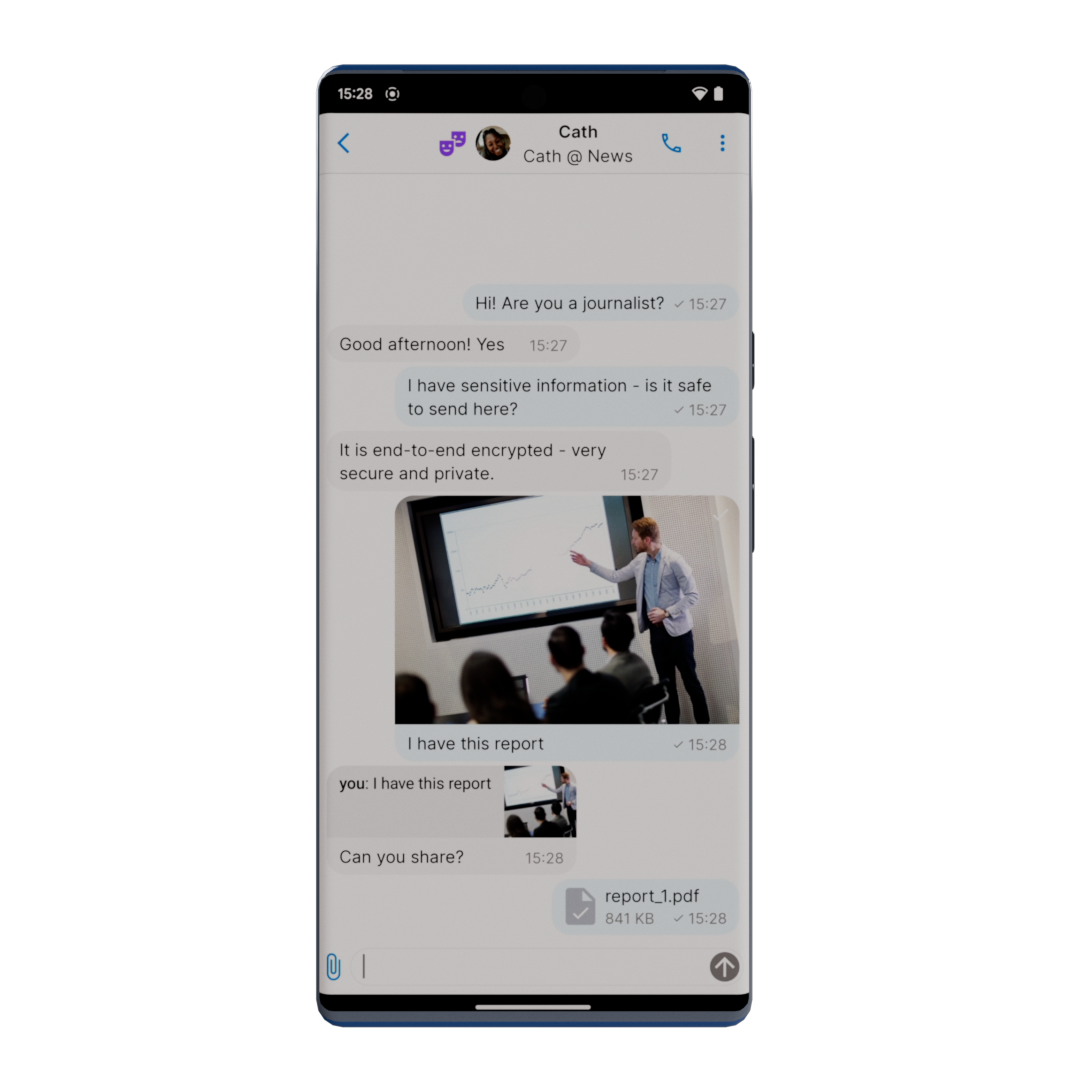 15:28
Cath
Cath @ News
Hi! Are you a journalist? 15:27
Good afternoon! Yes 15:27
I have sensitive information - is it safe
to send here? 15:27
It is end-to-end encrypted - very
secure and private. 15:27
I have this report 15:28
you: I have this report
Can you share? 15:28
report_1.pdf
841 KB 15:28